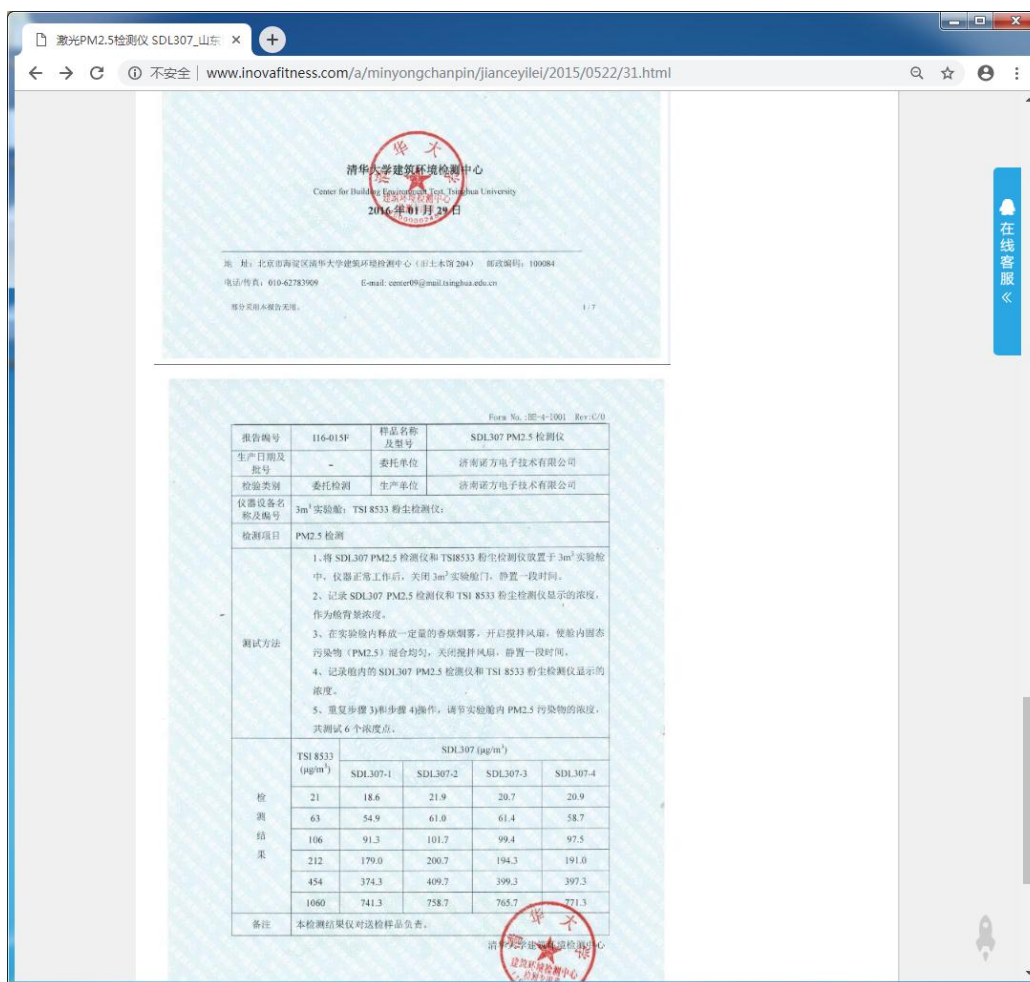 激光PM2.5检测仪 SDL307_山东
不安全 | www.inovafitness.com/a/minyongchanpin/jianceyilei/2015/0522/31.html
清华大学建筑环境检测中心
Center for Building Environment Test, Tsinghua University
2016 年 01 月 29 日
地 址：北京市海淀区清华大学建筑环境检测中心（旧土木馆 204） 邮政编码：100084
电话/传真：010-62783909 E-mail: center09@mail.tsinghua.edu.cn
部分采用本报告无效。 1 / 7
在线客服
Form No.:BE-4-1001 Rev:C/0
报告编号 I16-015F 样品名称及型号 SDL307 PM2.5 检测仪
生产日期及批号 - 委托单位 济南诺方电子技术有限公司
检验类别 委托检测 生产单位 济南诺方电子技术有限公司
仪器设备名称及编号 3m³ 实验舱；TSI 8533 粉尘检测仪；
检测项目 PM2.5 检测
测试方法
1、将 SDL307 PM2.5 检测仪和 TSI8533 粉尘检测仪放置于 3m³ 实验舱
中，仪器正常工作后，关闭 3m³ 实验舱门，静置一段时间。
2、记录 SDL307 PM2.5 检测仪和 TSI 8533 粉尘检测仪显示的浓度，
作为舱背景浓度。
3、在实验舱内释放一定量的香烟烟雾，开启搅拌风扇，使舱内固态
污染物（PM2.5）混合均匀，关闭搅拌风扇，静置一段时间。
4、记录舱内的 SDL307 PM2.5 检测仪和 TSI 8533 粉尘检测仪显示的
浓度。
5、重复步骤 3)和步骤 4)操作，调节实验舱内 PM2.5 污染物的浓度，
共测试 6 个浓度点。
检测结果
TSI 8533 (μg/m³) SDL307 (μg/m³)
SDL307-1 SDL307-2 SDL307-3 SDL307-4
21 18.6 21.9 20.7 20.9
63 54.9 61.0 61.4 58.7
106 91.3 101.7 99.4 97.5
212 179.0 200.7 194.3 191.0
454 374.3 409.7 399.3 397.3
1060 741.3 758.7 765.7 771.3
备注 本检测结果仅对送检样品负责。
清华大学建筑环境检测中心